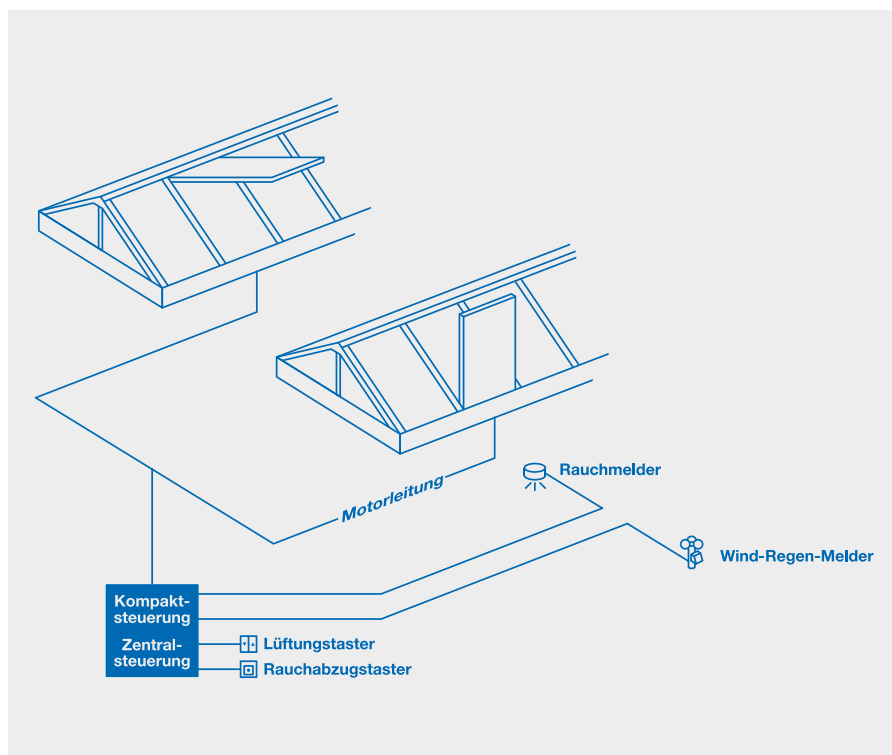 Rauchmelder
Motorleitung
Wind-Regen-Melder
Kompakt-
steuerung
Zentral-
steuerung
Lüftungstaster
Rauchabzugstaster